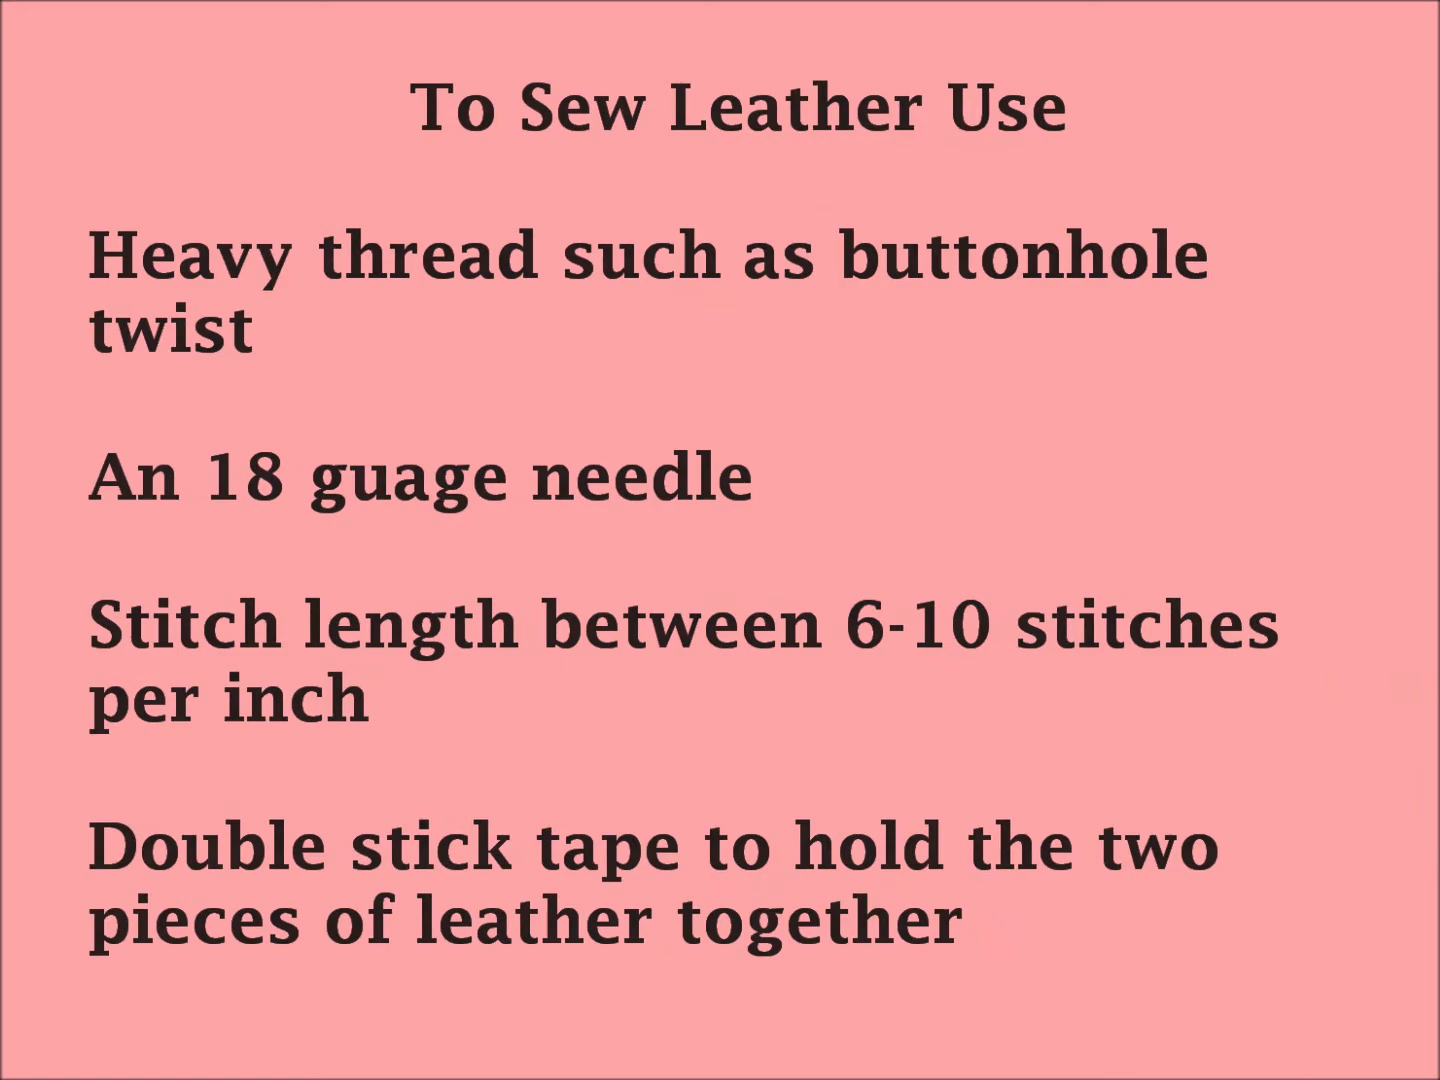 To Sew Leather Use
Heavy thread such as buttonhole
twist
An 18 guage needle
Stitch length between 6-10 stitches
per inch
Double stick tape to hold the two
pieces of leather together